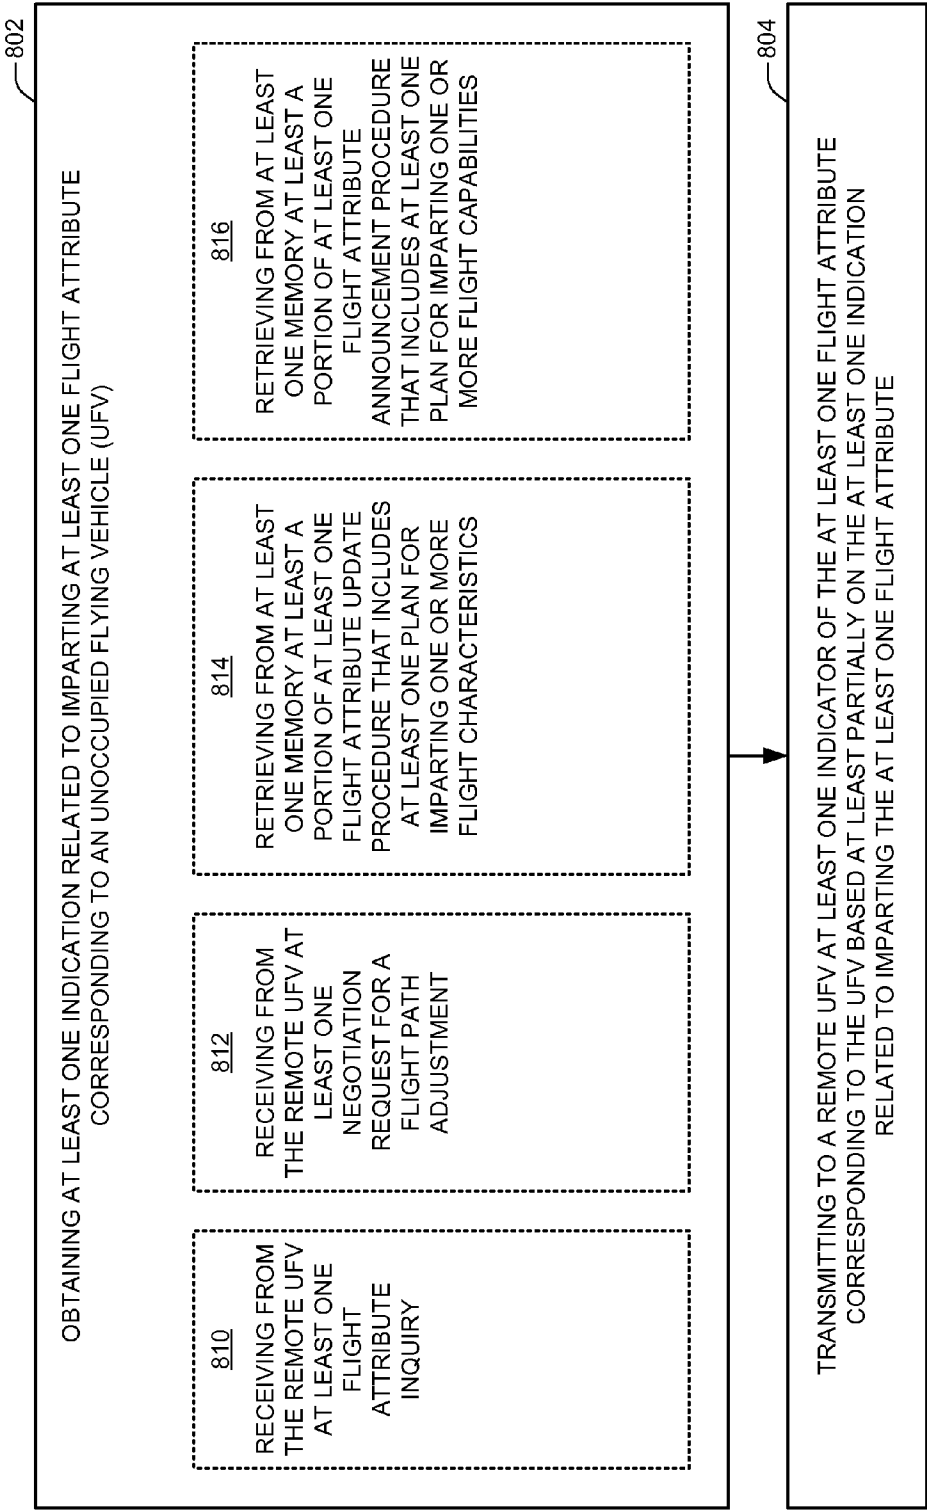 802
OBTAINING AT LEAST ONE INDICATION RELATED TO IMPARTING AT LEAST ONE FLIGHT ATTRIBUTE
CORRESPONDING TO AN UNOCCUPIED FLYING VEHICLE (UFV)
810
RECEIVING FROM
THE REMOTE UFV
AT LEAST ONE
FLIGHT
ATTRIBUTE
INQUIRY
812
RECEIVING FROM
THE REMOTE UFV AT
LEAST ONE
NEGOTIATION
REQUEST FOR A
FLIGHT PATH
ADJUSTMENT
814
RETRIEVING FROM AT LEAST
ONE MEMORY AT LEAST A
PORTION OF AT LEAST ONE
FLIGHT ATTRIBUTE UPDATE
PROCEDURE THAT INCLUDES
AT LEAST ONE PLAN FOR
IMPARTING ONE OR MORE
FLIGHT CHARACTERISTICS
816
RETRIEVING FROM AT LEAST
ONE MEMORY AT LEAST A
PORTION OF AT LEAST ONE
FLIGHT ATTRIBUTE
ANNOUNCEMENT PROCEDURE
THAT INCLUDES AT LEAST ONE
PLAN FOR IMPARTING ONE OR
MORE FLIGHT CAPABILITIES
804
TRANSMITTING TO A REMOTE UFV AT LEAST ONE INDICATOR OF THE AT LEAST ONE FLIGHT ATTRIBUTE
CORRESPONDING TO THE UFV BASED AT LEAST PARTIALLY ON THE AT LEAST ONE INDICATION
RELATED TO IMPARTING THE AT LEAST ONE FLIGHT ATTRIBUTE